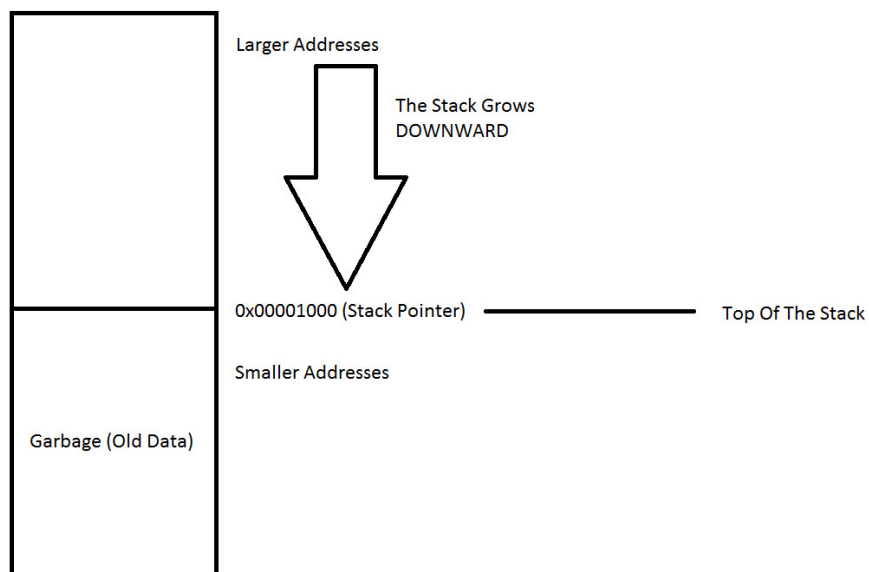 Larger Addresses
The Stack Grows
DOWNWARD
0x00001000 (Stack Pointer)
Top Of The Stack
Smaller Addresses
Garbage (Old Data)